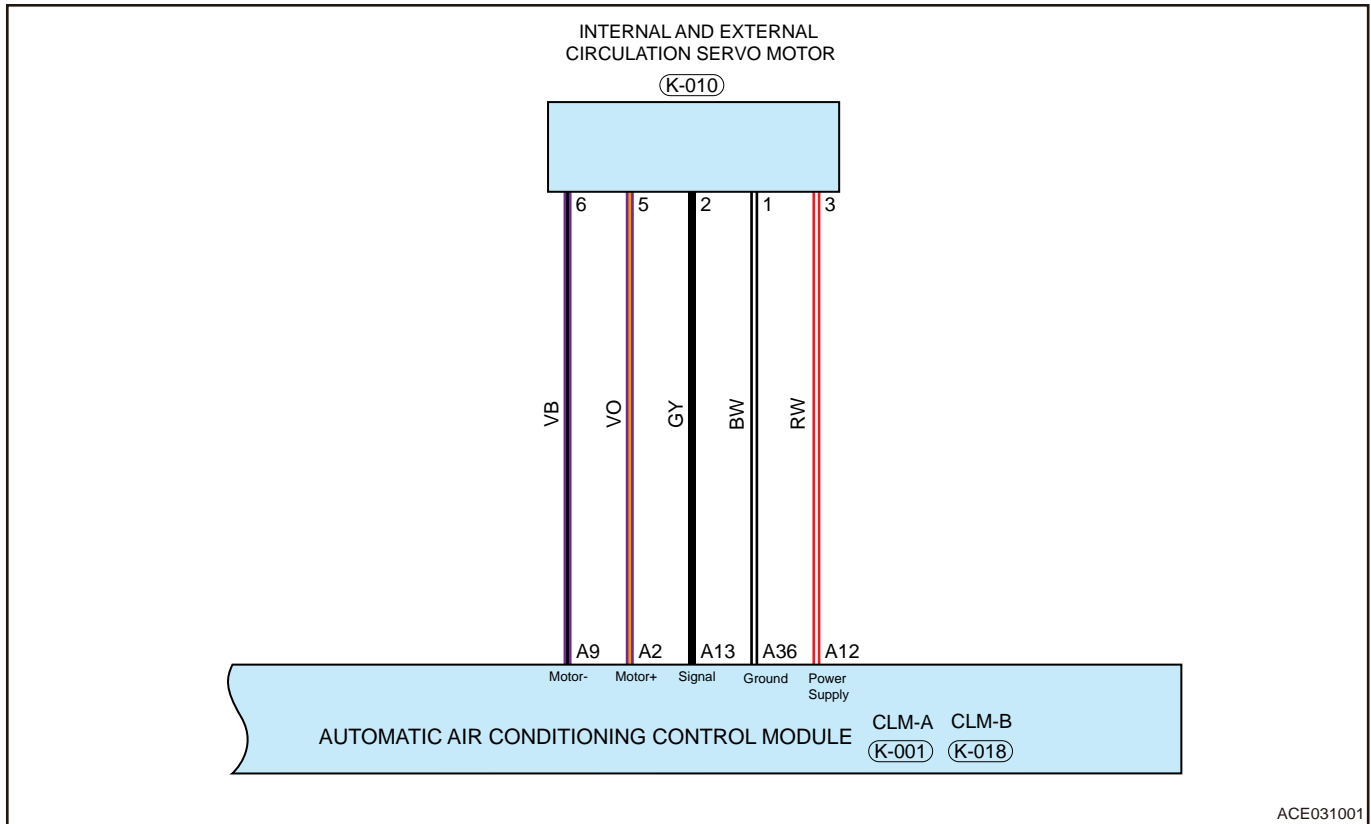 INTERNAL AND EXTERNAL
CIRCULATION SERVO MOTOR
K-010
6 5 2 1 3
VB VO GY BW RW
A9 A2 A13 A36 A12
Motor- Motor+ Signal Ground Power
Supply
AUTOMATIC AIR CONDITIONING CONTROL MODULE
CLM-A CLM-B
K-001 K-018
ACE031001